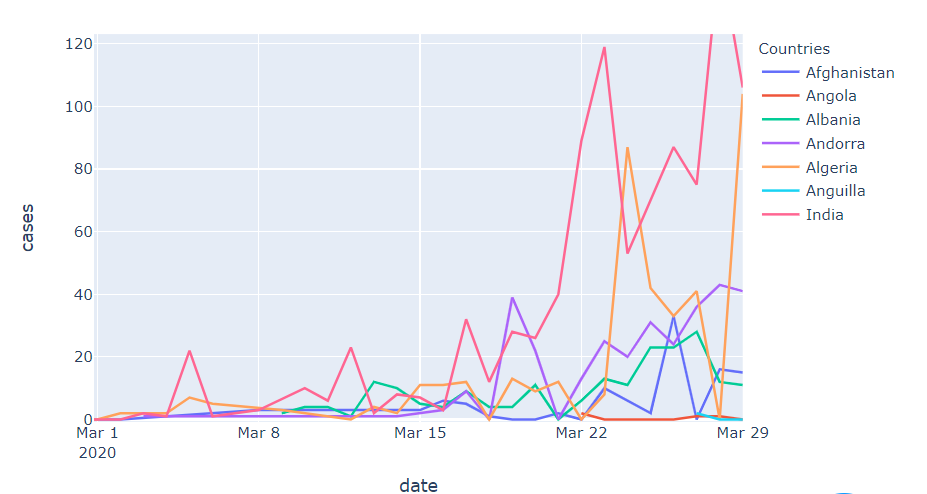 120
100
80
60
40
20
0
cases
Mar 1 Mar 8 Mar 15 Mar 22 Mar 29
2020
date
Countries
Afghanistan
Angola
Albania
Andorra
Algeria
Anguilla
India